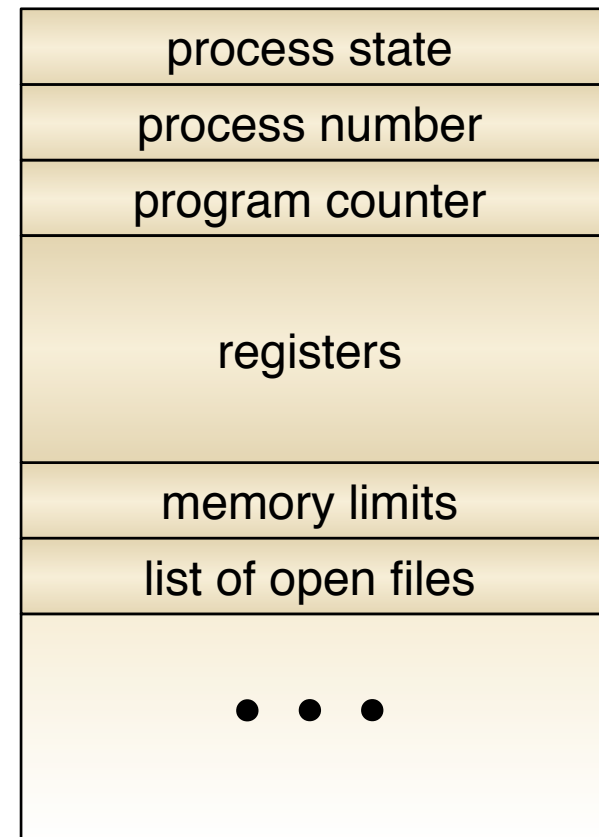 process state
process number
program counter
registers
memory limits
list of open files
• • •